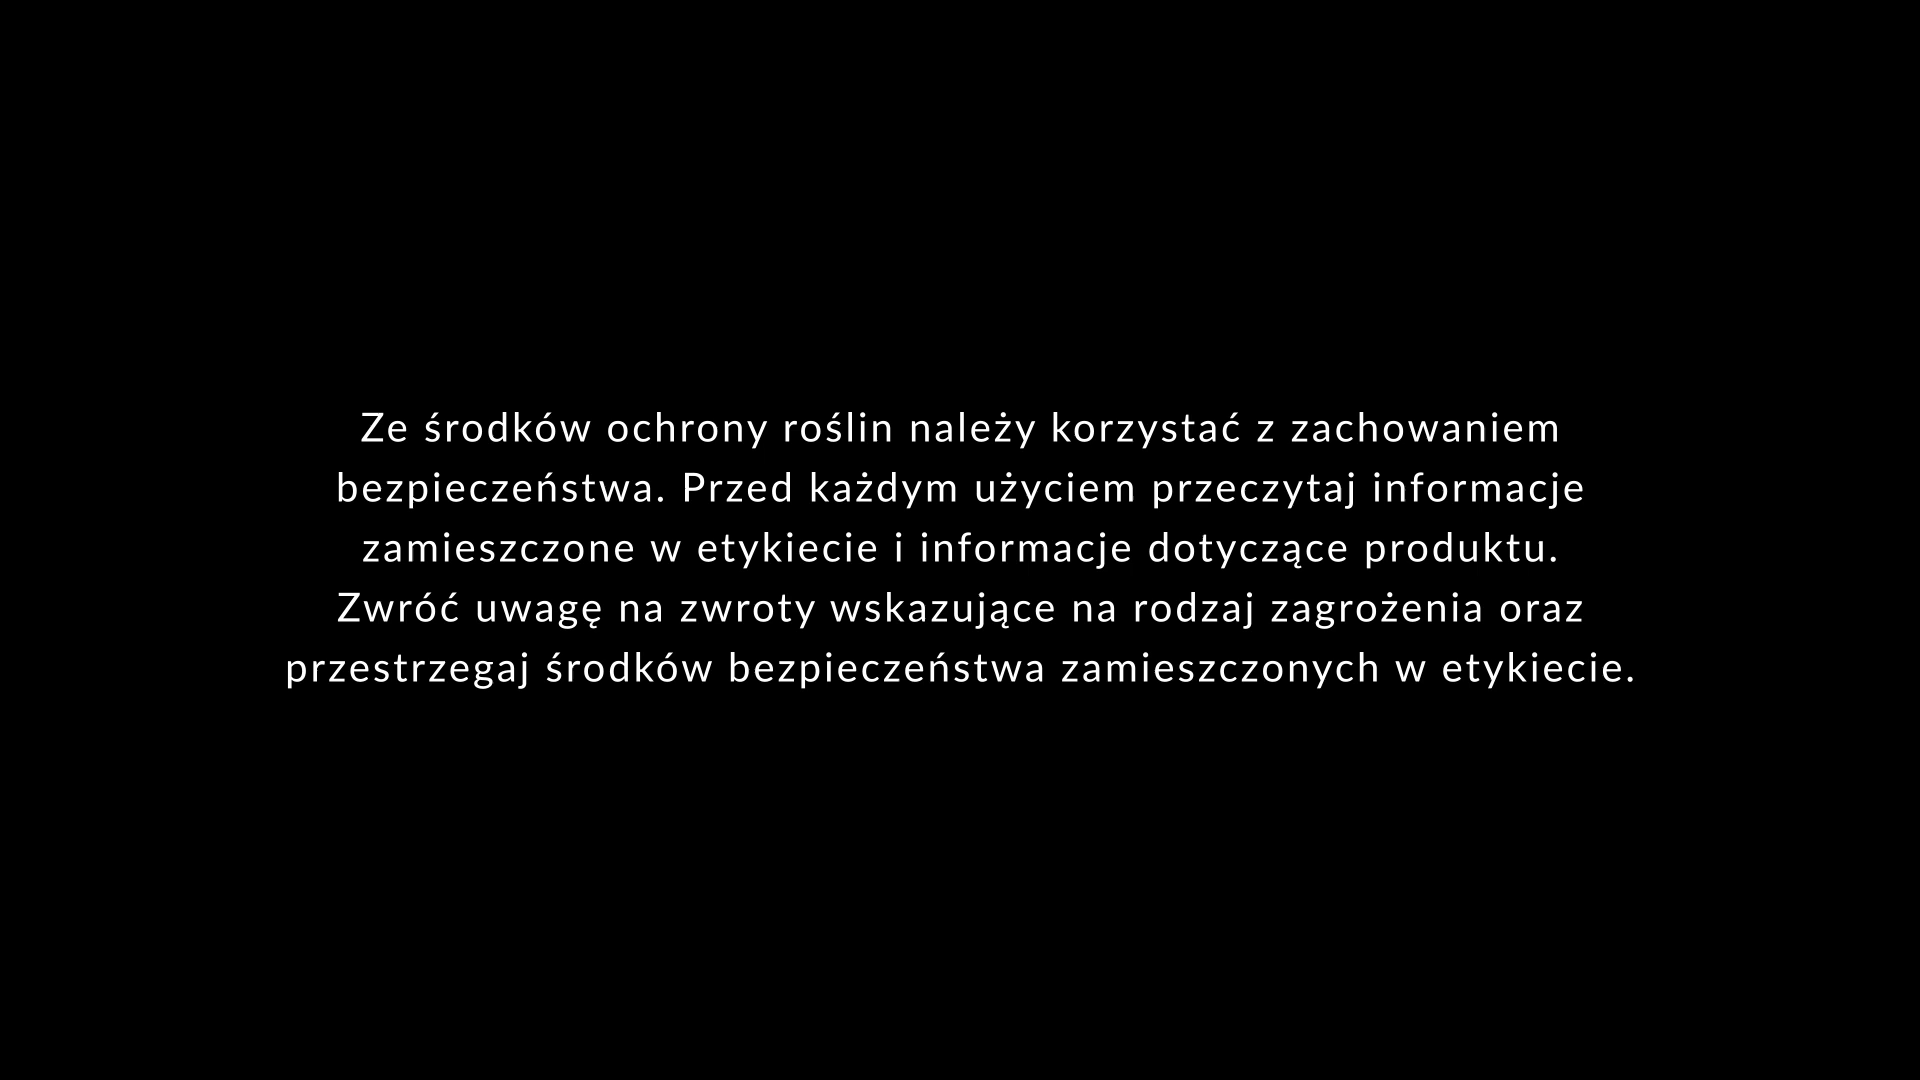 Ze środków ochrony roślin należy korzystać z zachowaniem
bezpieczeństwa. Przed każdym użyciem przeczytaj informacje
zamieszczone w etykiecie i informacje dotyczące produktu.
Zwróć uwagę na zwroty wskazujące na rodzaj zagrożenia oraz
przestrzegaj środków bezpieczeństwa zamieszczonych w etykiecie.